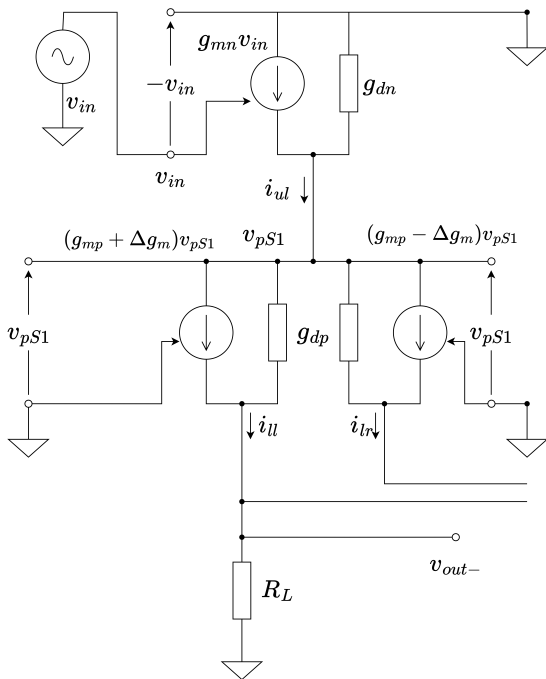 g_{mn}v_{in}
-v_{in}
g_{dn}
v_{in}
v_{in}
i_{ul}
(g_{mp} + Δg_m)v_{pS1}
v_{pS1}
(g_{mp} − Δg_m)v_{pS1}
v_{pS1}
g_{dp}
v_{pS1}
i_{ll}
i_{lr}
v_{out−}
R_L